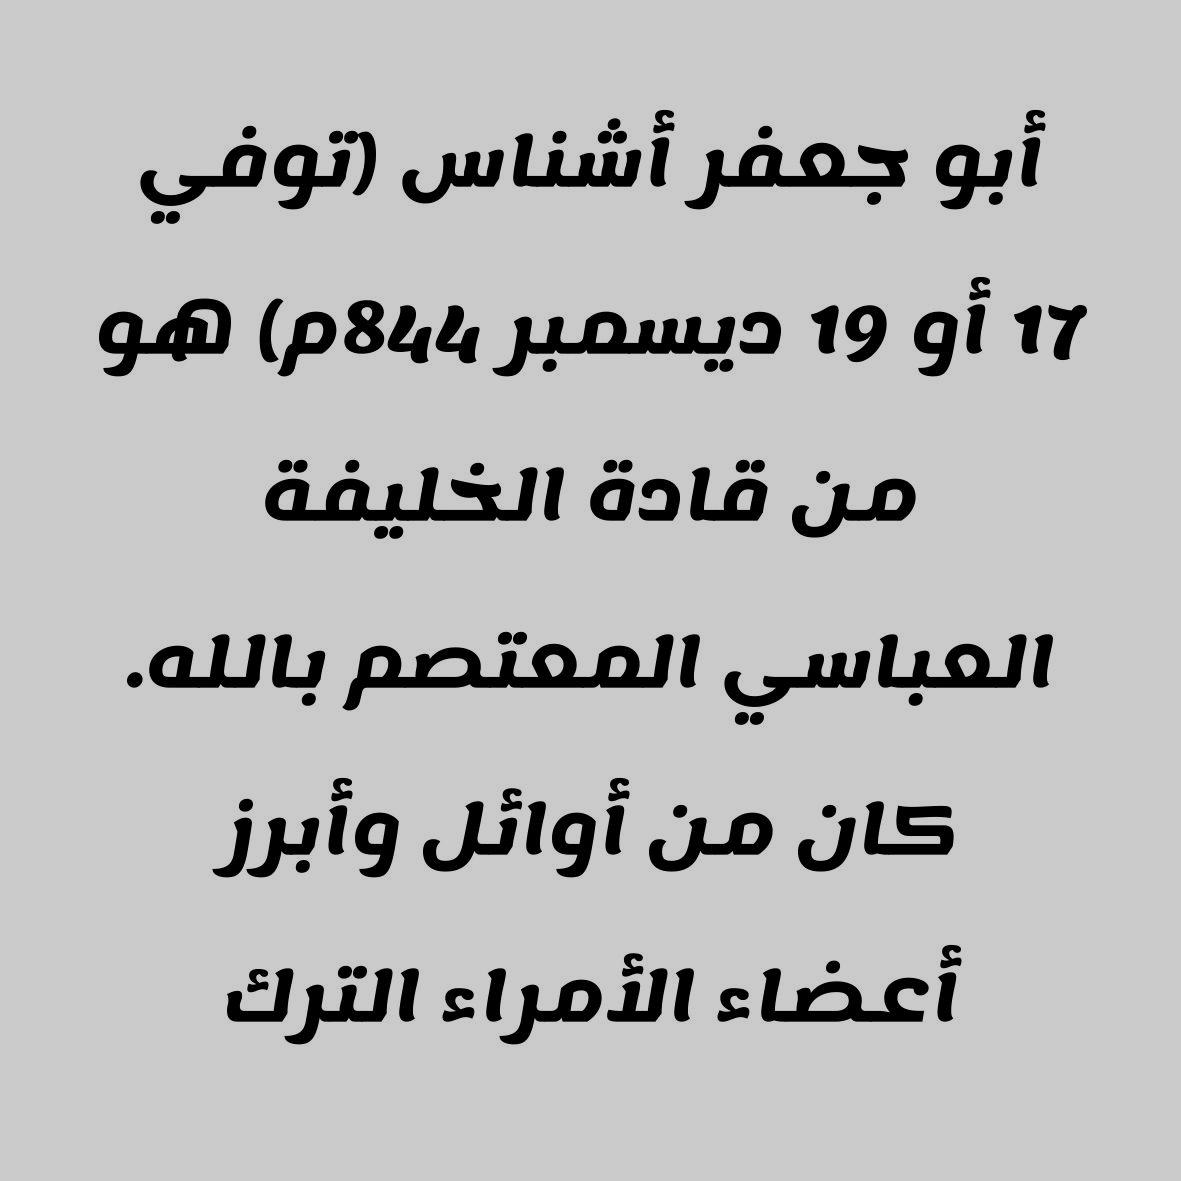 أبو جعفر أشناس (توفي
17 أو 19 ديسمبر 844م) هو
من قادة الخليفة
العباسي المعتصم بالله.
كان من أوائل وأبرز
أعضاء الأمراء الترك